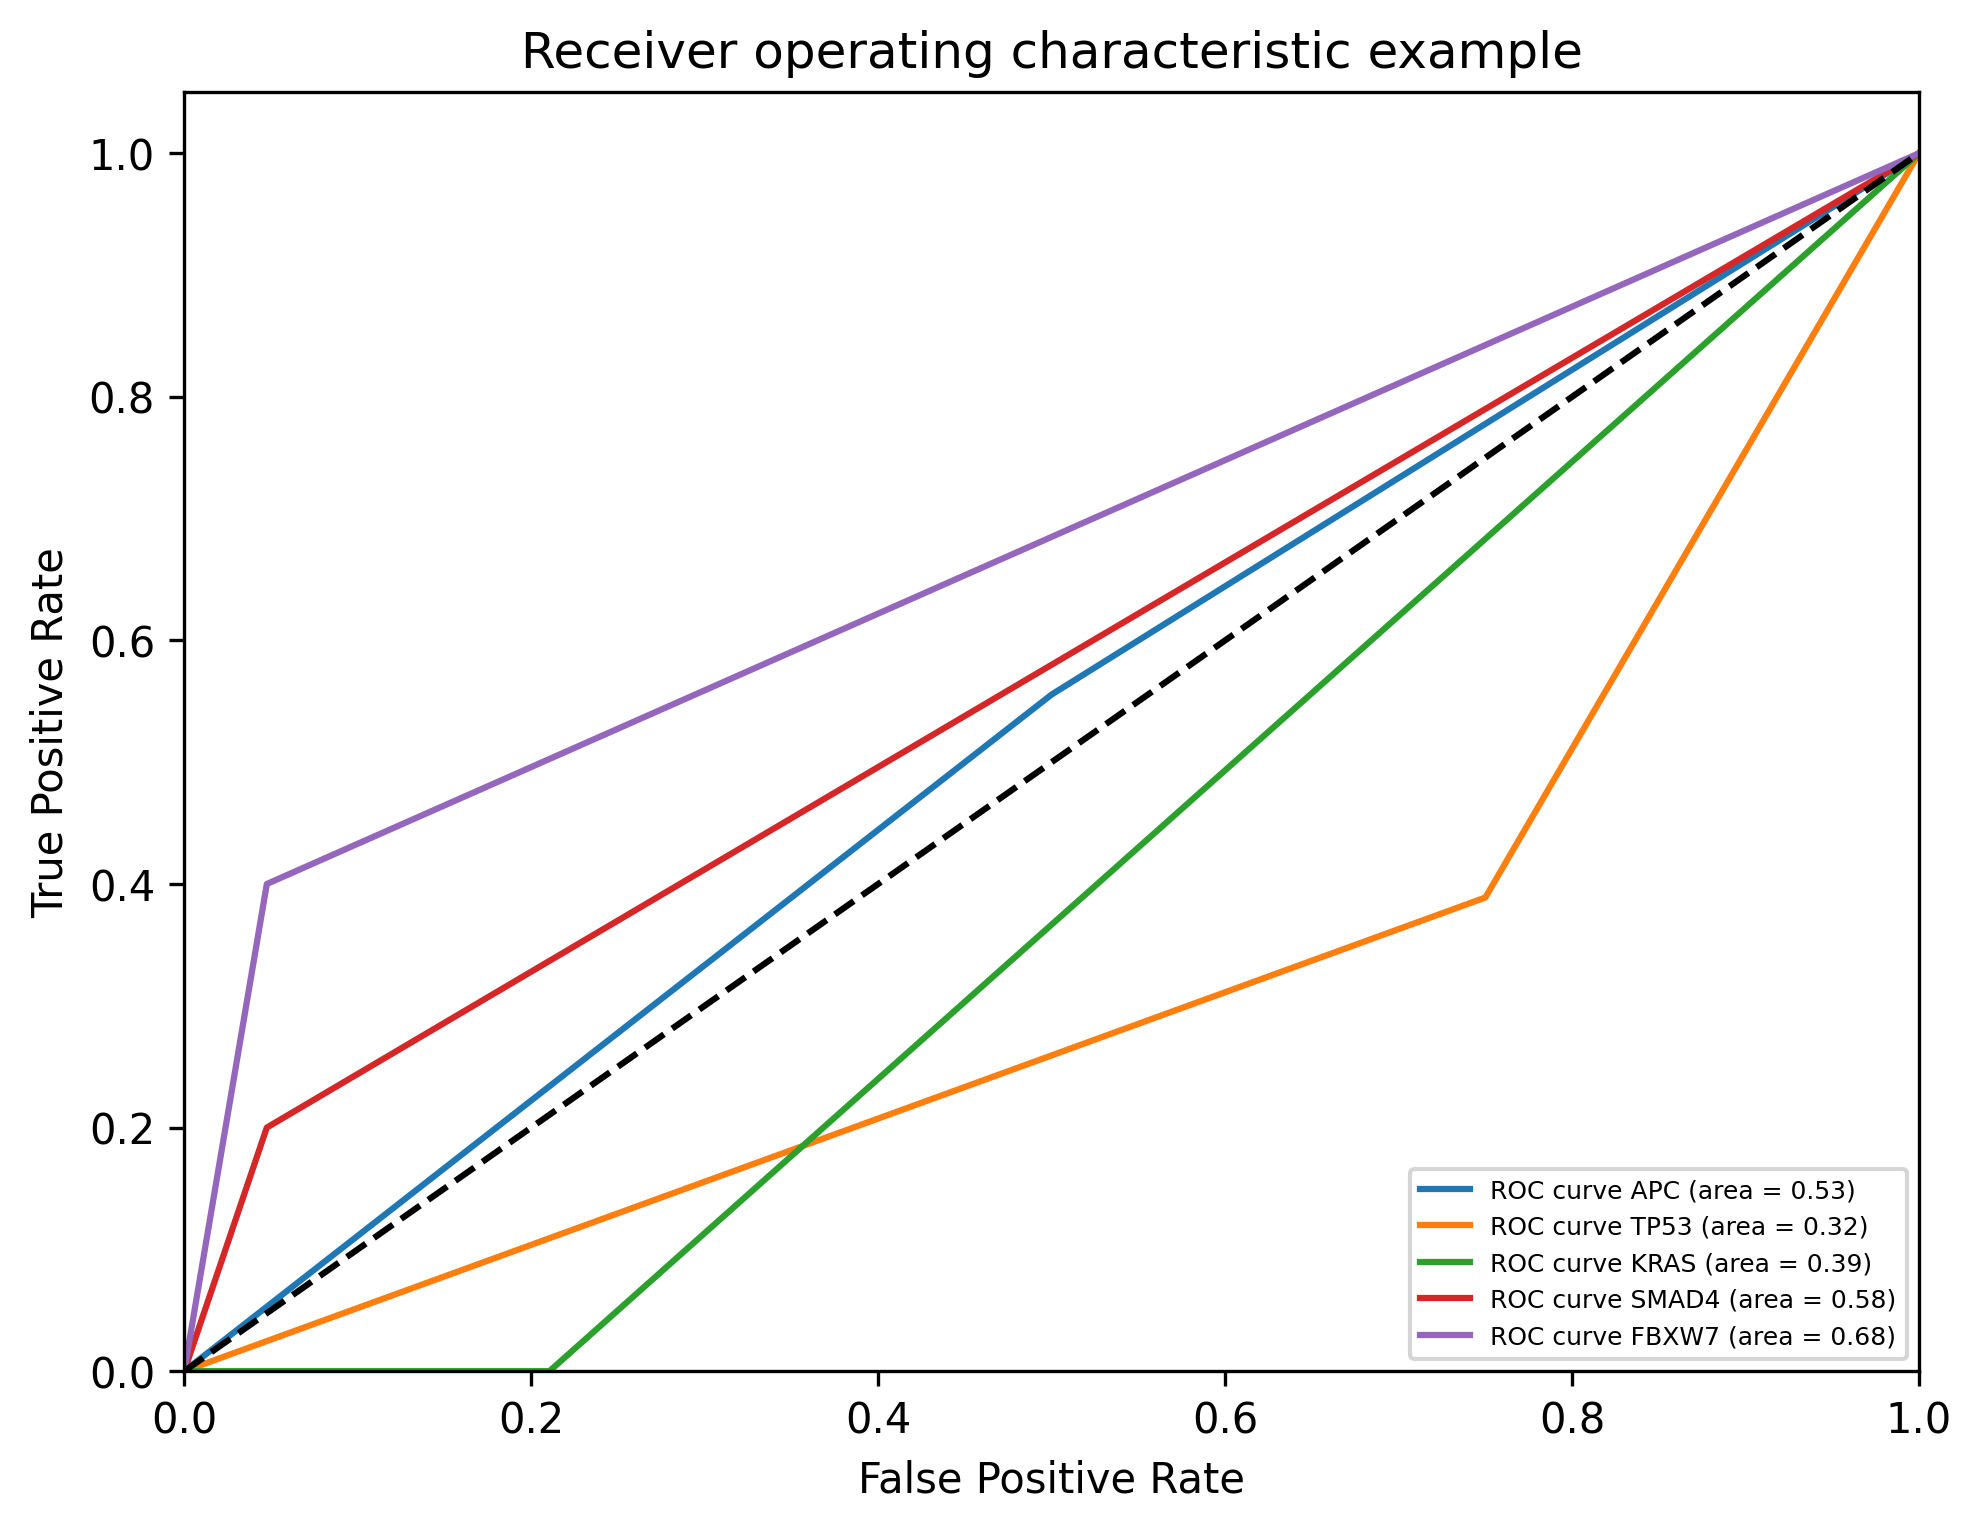 Receiver operating characteristic example
True Positive Rate
1.0
0.8
0.6
0.4
0.2
0.0
0.0 0.2 0.4 0.6 0.8 1.0
False Positive Rate
ROC curve APC (area = 0.53)
ROC curve TP53 (area = 0.32)
ROC curve KRAS (area = 0.39)
ROC curve SMAD4 (area = 0.58)
ROC curve FBXW7 (area = 0.68)